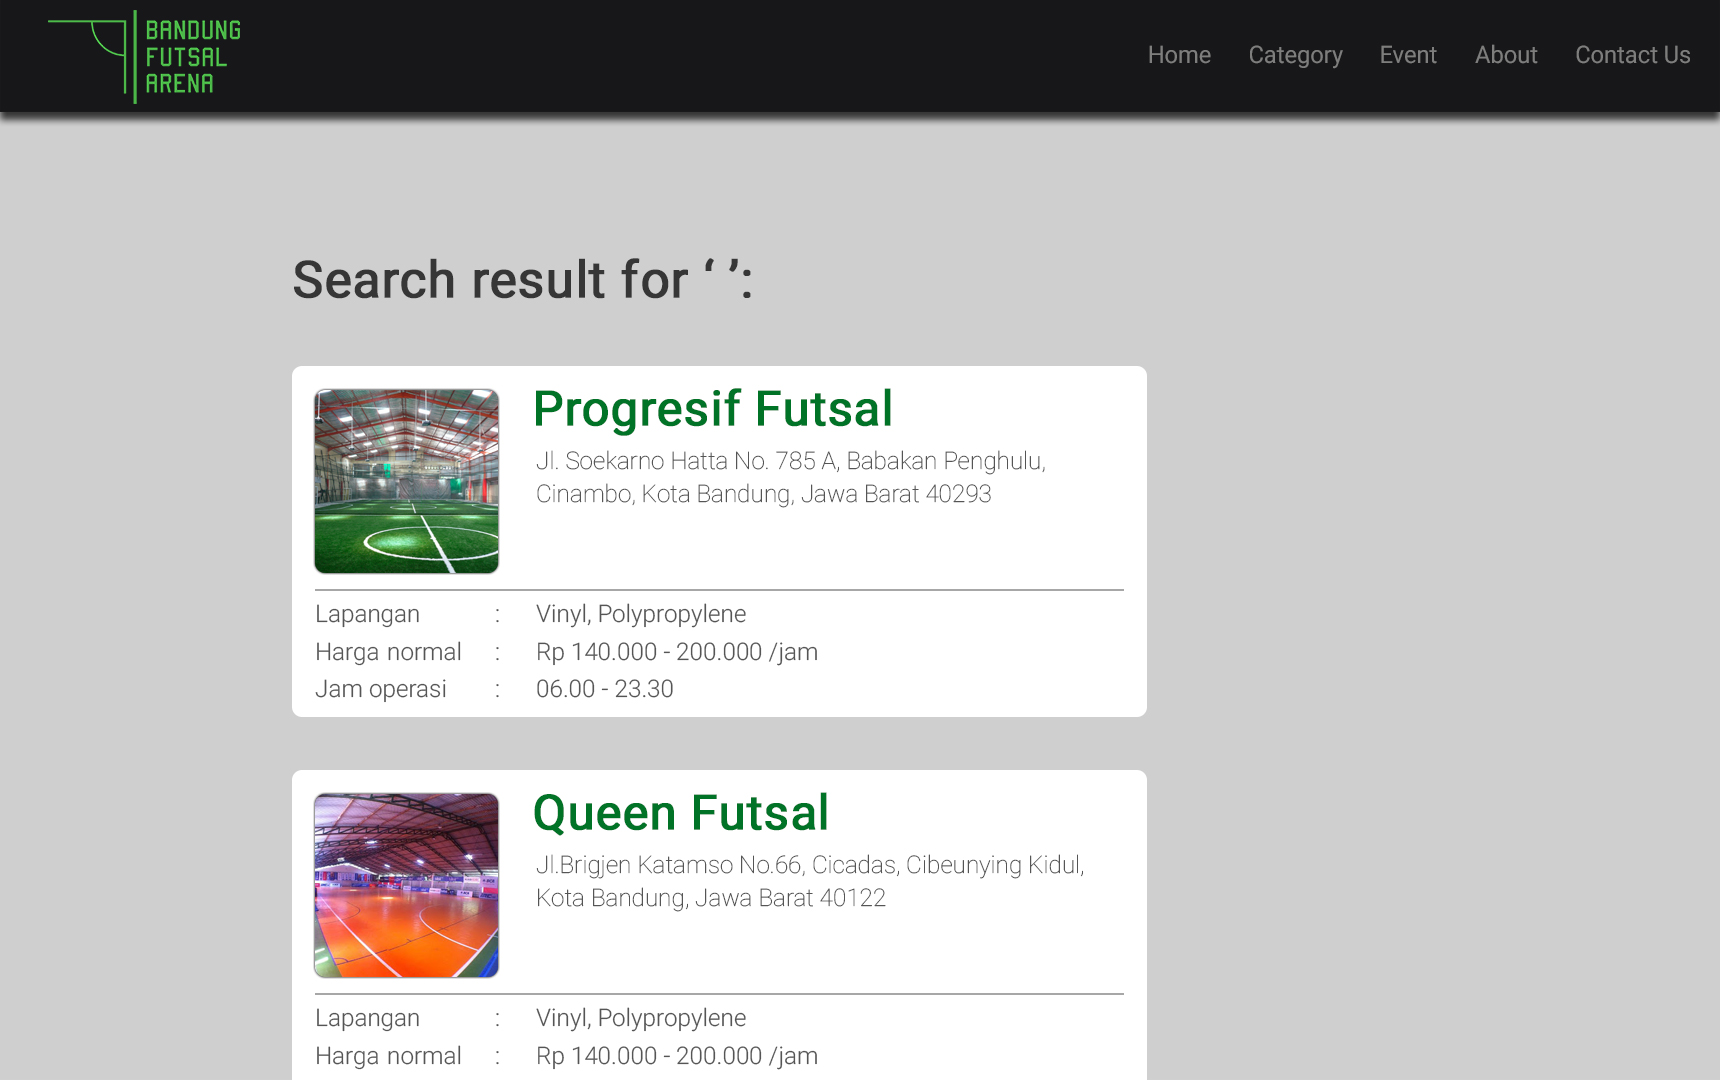 BANDUNG
FUTSAL
ARENA
Home Category Event About Contact Us
Search result for ‘ ’:
Progresif Futsal
Jl. Soekarno Hatta No. 785 A, Babakan Penghulu,
Cinambo, Kota Bandung, Jawa Barat 40293
Lapangan : Vinyl, Polypropylene
Harga normal : Rp 140.000 - 200.000 /jam
Jam operasi : 06.00 - 23.30
Queen Futsal
Jl.Brigjen Katamso No.66, Cicadas, Cibeunying Kidul,
Kota Bandung, Jawa Barat 40122
Lapangan : Vinyl, Polypropylene
Harga normal : Rp 140.000 - 200.000 /jam